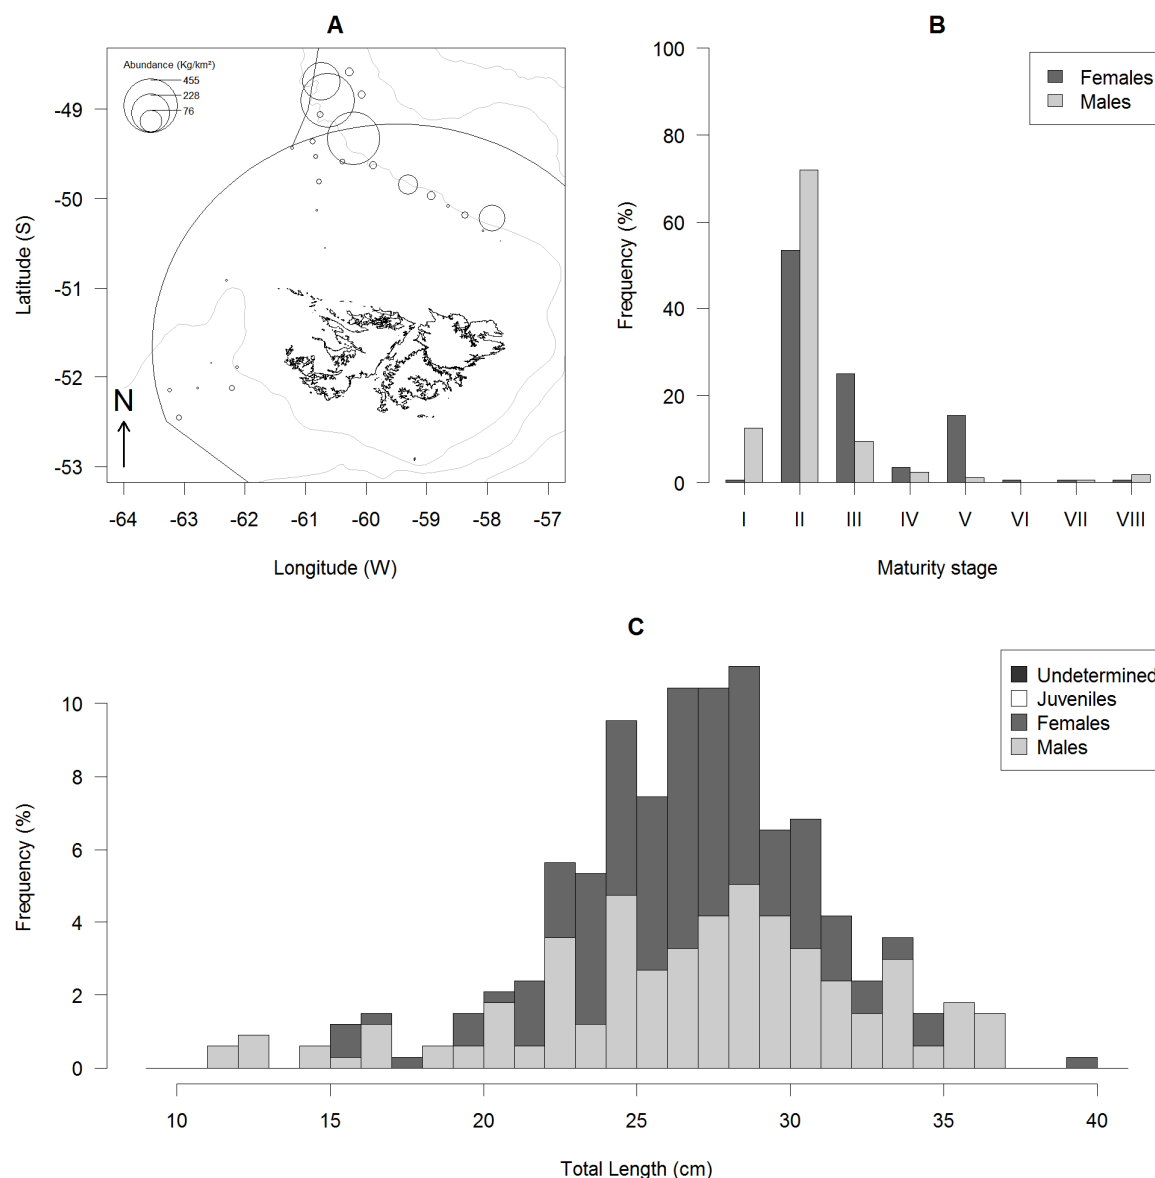 A
Abundance (Kg/km²)
455
228
76
-49
-50
-51
-52
-53
Latitude (S)
N
-64 -63 -62 -61 -60 -59 -58 -57
Longitude (W)
B
Females
Males
100
80
60
40
20
0
Frequency (%)
I II III IV V VI VII VIII
Maturity stage
C
Undetermined
Juveniles
Females
Males
10
8
6
4
2
0
Frequency (%)
10 15 20 25 30 35 40
Total Length (cm)